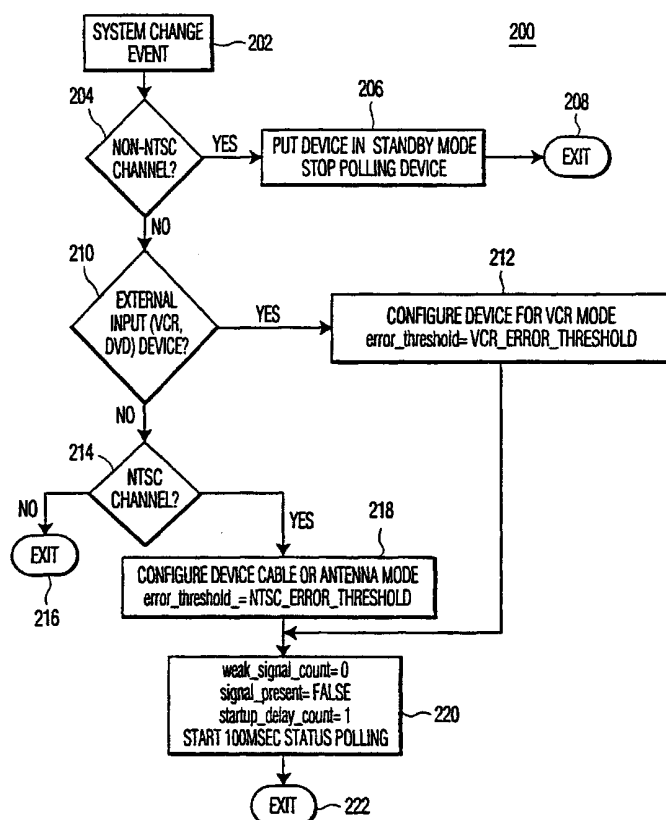 SYSTEM CHANGE
EVENT
202
200
204
NON-NTSC
CHANNEL?
YES
206
PUT DEVICE IN STANDBY MODE
STOP POLLING DEVICE
208
EXIT
NO
210
EXTERNAL
INPUT (VCR,
DVD) DEVICE?
YES
212
CONFIGURE DEVICE FOR VCR MODE
error_threshold= VCR_ERROR_THRESHOLD
NO
214
NTSC
CHANNEL?
NO
EXIT
216
YES
218
CONFIGURE DEVICE CABLE OR ANTENNA MODE
error_threshold_= NTSC_ERROR_THRESHOLD
weak_signal_count= 0
signal_present= FALSE
startup_delay_count= 1
START 100MSEC STATUS POLLING
220
EXIT
222